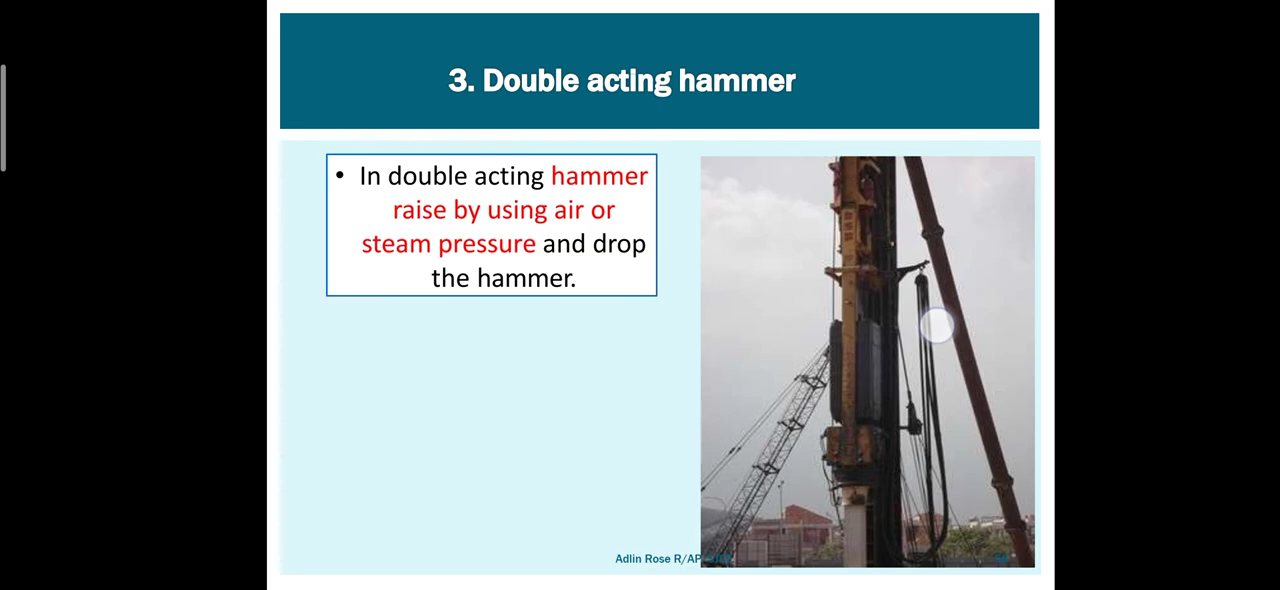 3. Double acting hammer
• In double acting hammer
raise by using air or
steam pressure and drop
the hammer.
Adlin Rose R/AP